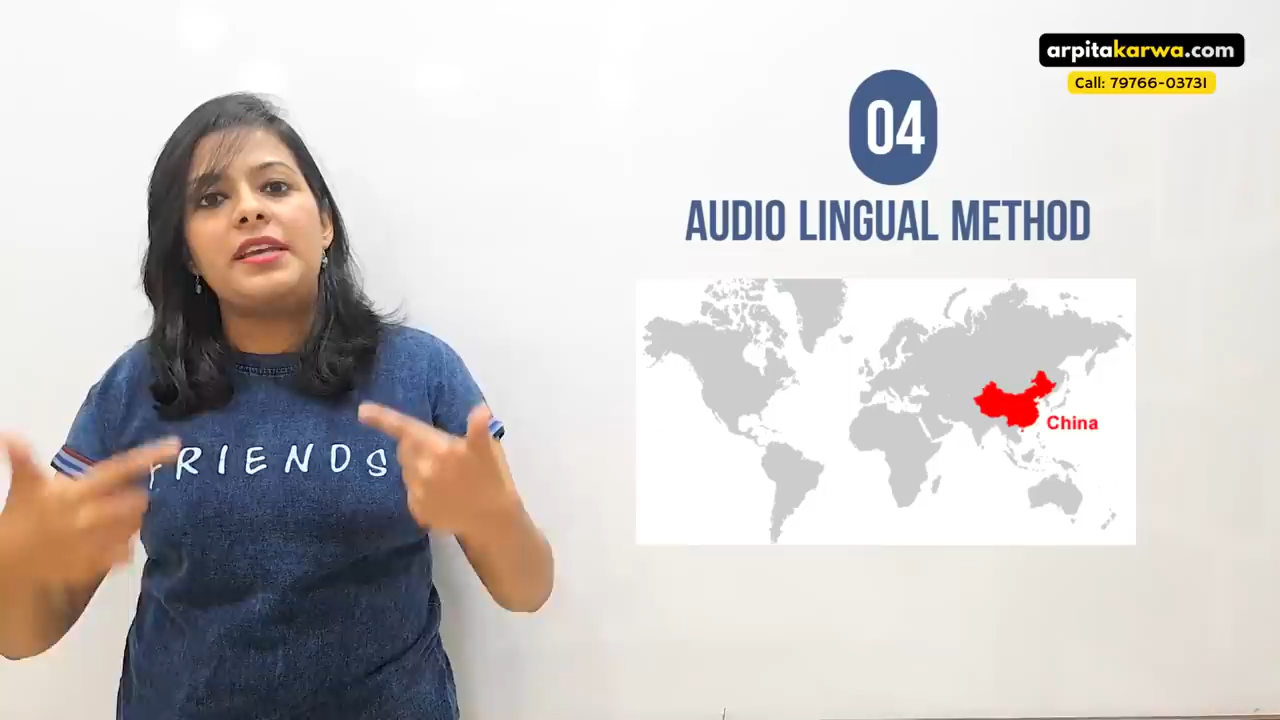 arpitakarwa.com
Call: 79766-03731
04
AUDIO LINGUAL METHOD
China
FRIENDS